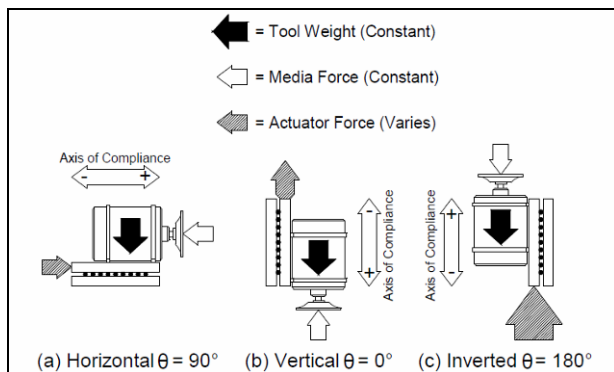 = Tool Weight (Constant)
= Media Force (Constant)
= Actuator Force (Varies)
Axis of Compliance
- +
- Axis of Compliance +
+ Axis of Compliance -
(a) Horizontal θ = 90° (b) Vertical θ = 0° (c) Inverted θ = 180°